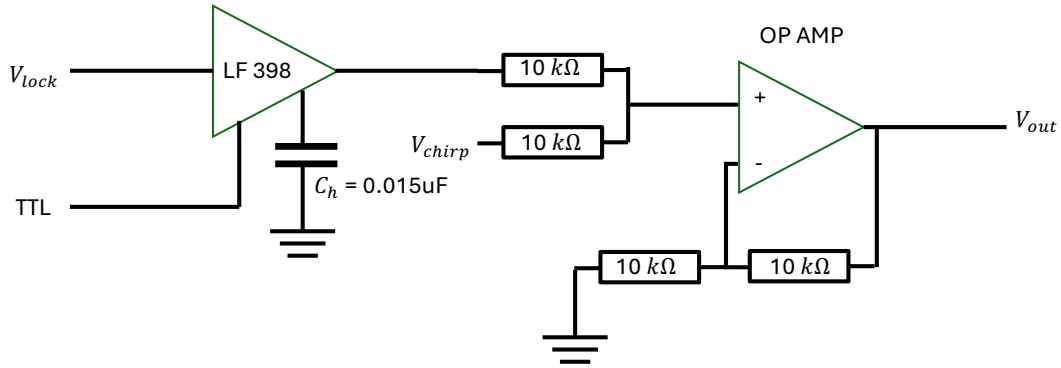 OP AMP
V_lock
LF 398
10 kΩ
+
V_chirp
10 kΩ
V_out
-
C_h = 0.015uF
TTL
10 kΩ
10 kΩ